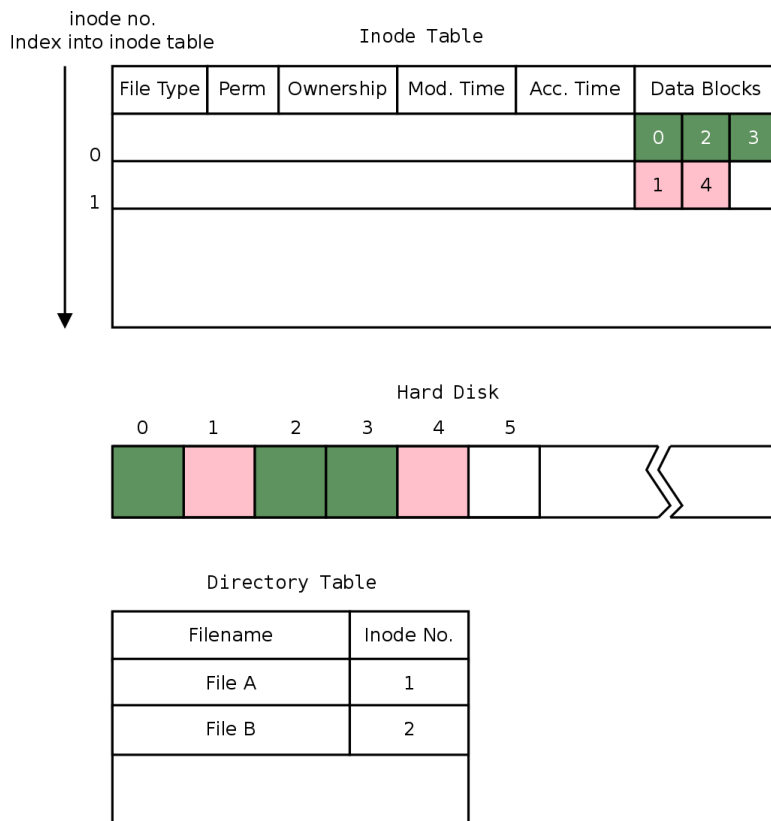 inode no.
Index into inode table
Inode Table
File Type Perm Ownership Mod. Time Acc. Time Data Blocks
0 2 3
0
1 4
1
Hard Disk
0 1 2 3 4 5
Directory Table
Filename Inode No.
File A 1
File B 2